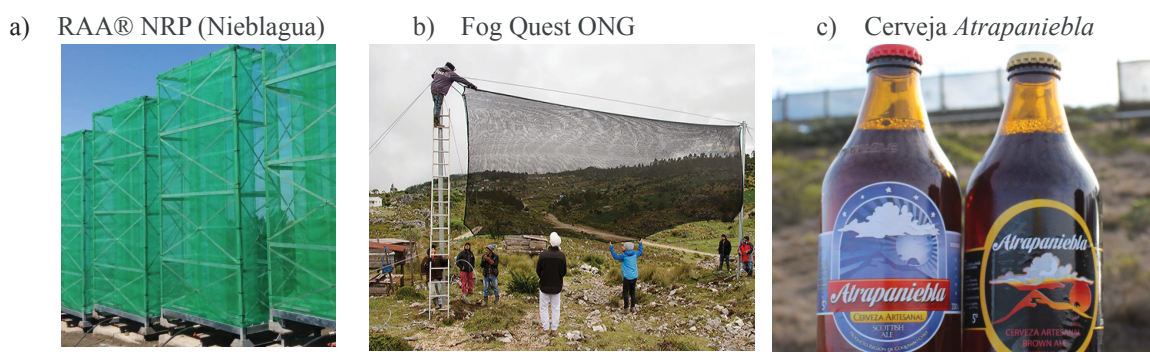 a) RAA® NRP (Nieblagua)
b) Fog Quest ONG
c) Cerveja Atrapaniebla
Atrapaniebla
CERVEZA ARTESANAL
SCOTTISH
ALE
Atrapaniebla
CERVEZA ARTESANAL
BROWN ALE